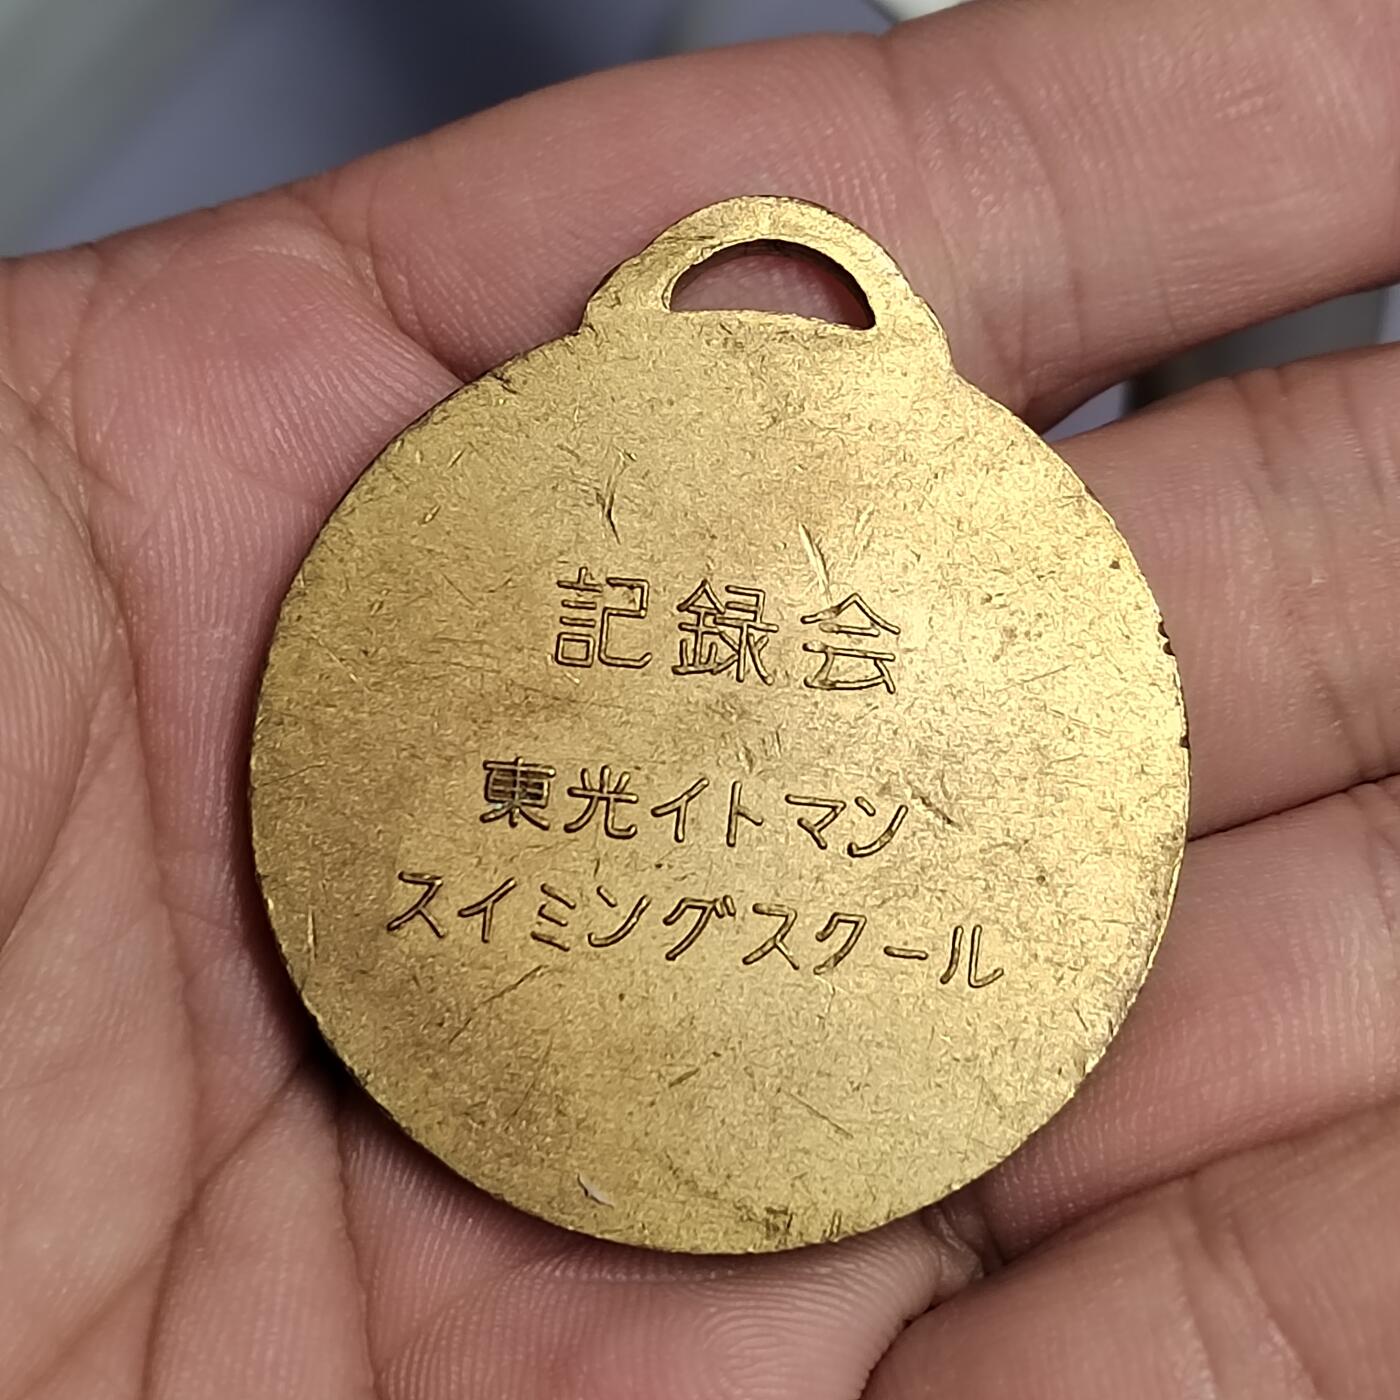 記録会
東光イトマン
スイミングスクール